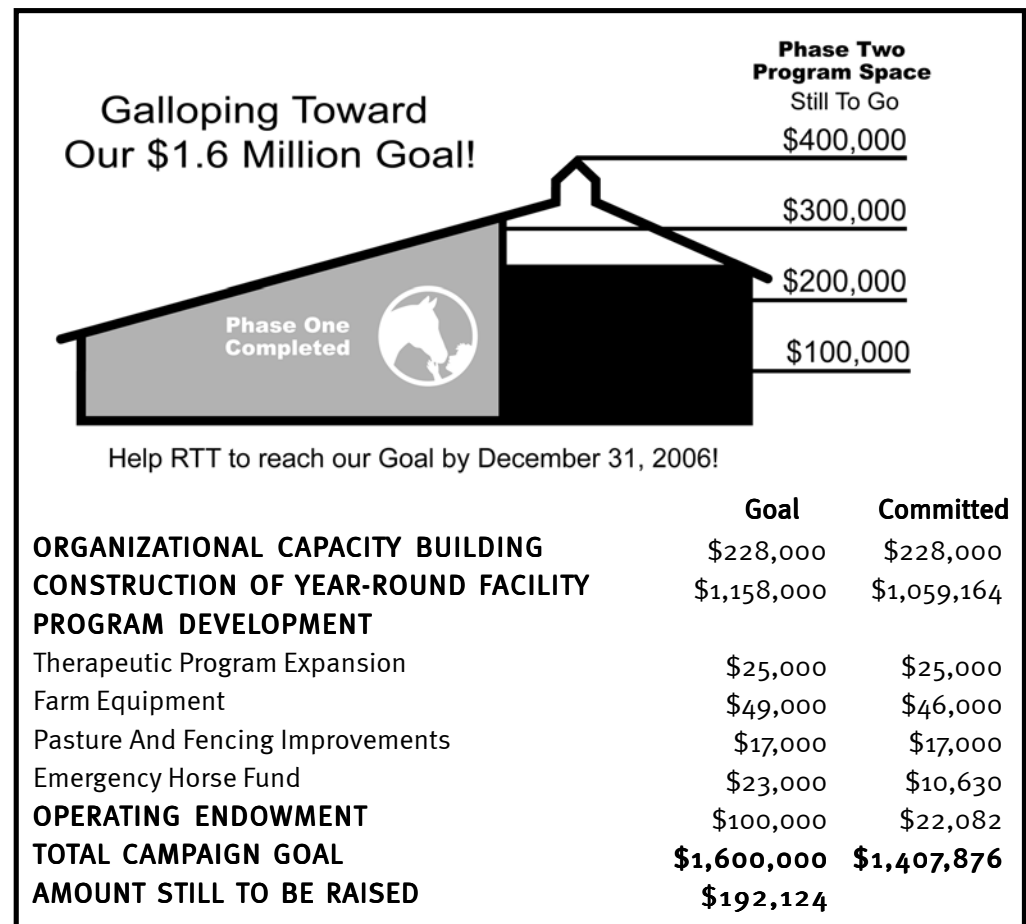 Phase Two
Program Space
Still To Go
Galloping Toward
Our $1.6 Million Goal!
$400,000
$300,000
$200,000
$100,000
Phase One
Completed
Help RTT to reach our Goal by December 31, 2006!
Goal Committed
ORGANIZATIONAL CAPACITY BUILDING $228,000 $228,000
CONSTRUCTION OF YEAR-ROUND FACILITY $1,158,000 $1,059,164
PROGRAM DEVELOPMENT
Therapeutic Program Expansion $25,000 $25,000
Farm Equipment $49,000 $46,000
Pasture And Fencing Improvements $17,000 $17,000
Emergency Horse Fund $23,000 $10,630
OPERATING ENDOWMENT $100,000 $22,082
TOTAL CAMPAIGN GOAL $1,600,000 $1,407,876
AMOUNT STILL TO BE RAISED $192,124